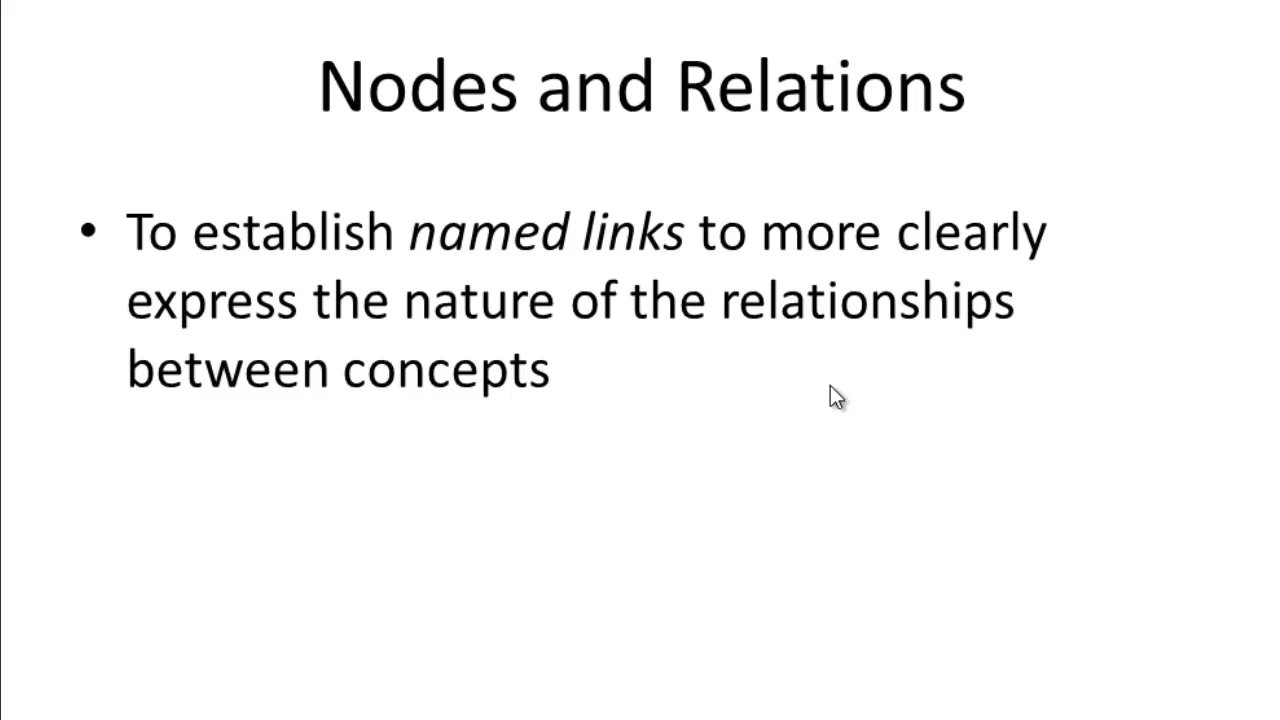 Nodes and Relations
• To establish named links to more clearly
express the nature of the relationships
between concepts